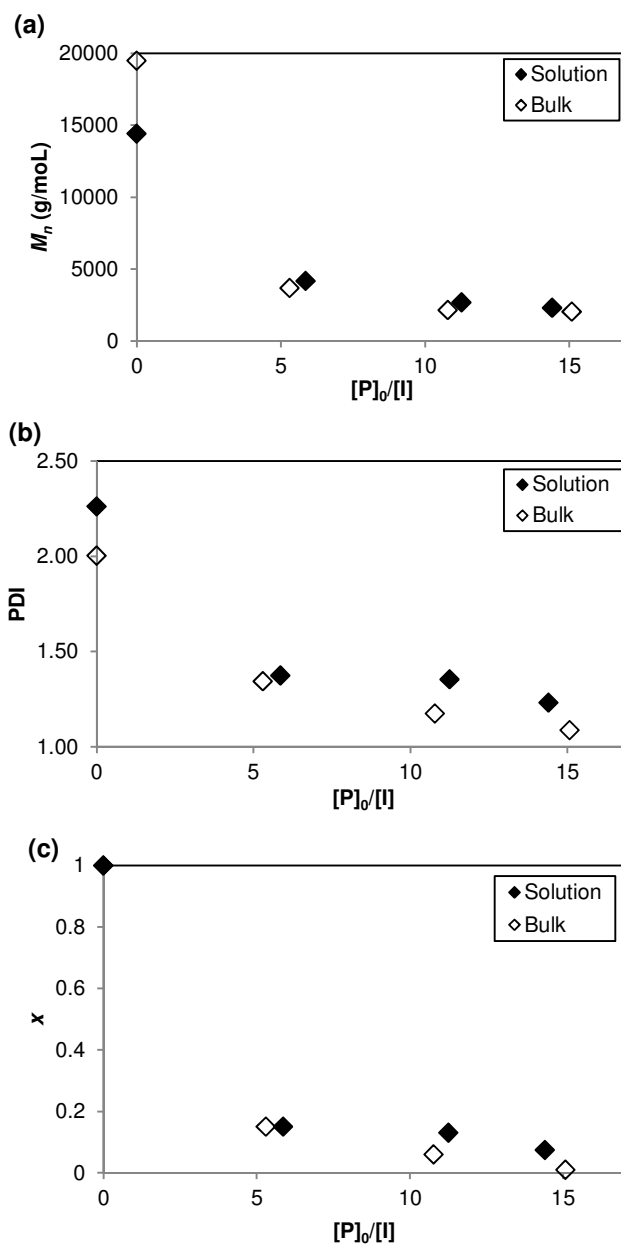 (a)
20000
15000
10000
5000
0
Mn (g/moL)
Solution
Bulk
0 5 10 15
[P]0/[I]
(b)
2.50
2.00
1.50
1.00
PDI
Solution
Bulk
0 5 10 15
[P]0/[I]
(c)
1
0.8
0.6
0.4
0.2
0
x
Solution
Bulk
0 5 10 15
[P]0/[I]